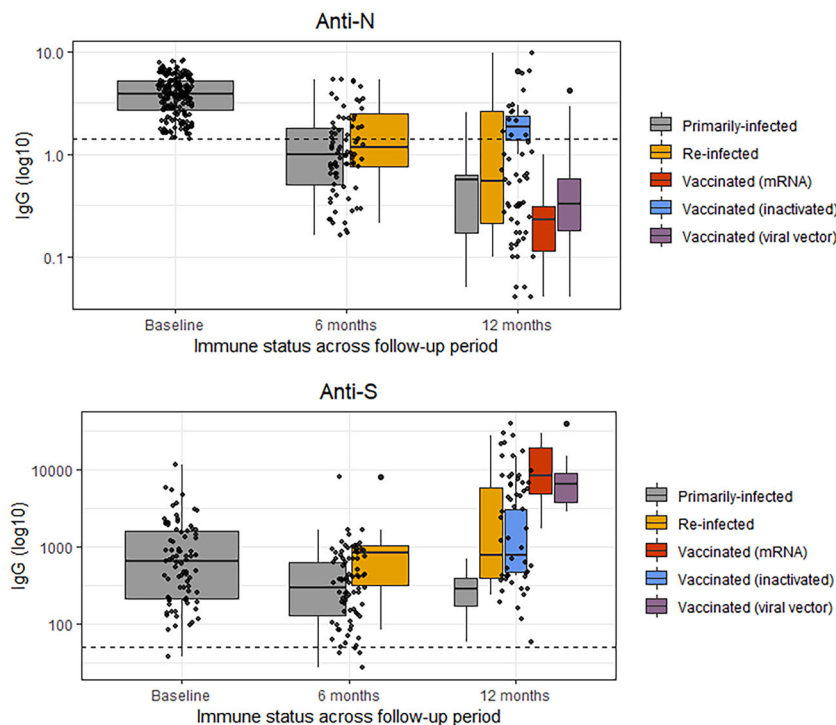 Anti-N
IgG (log10)
10.0
1.0
0.1
Baseline
6 months
12 months
Immune status across follow-up period
Primarily-infected
Re-infected
Vaccinated (mRNA)
Vaccinated (inactivated)
Vaccinated (viral vector)
Anti-S
IgG (log10)
10000
1000
100
Baseline
6 months
12 months
Immune status across follow-up period
Primarily-infected
Re-infected
Vaccinated (mRNA)
Vaccinated (inactivated)
Vaccinated (viral vector)